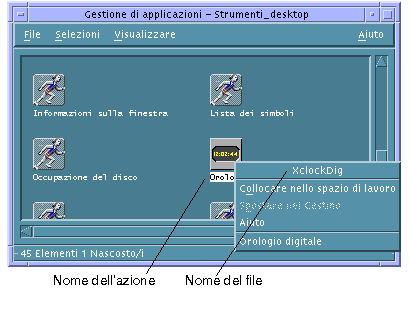 Gestione di applicazioni - Strumenti_desktop
File Selezioni Visualizzare Aiuto
Informazioni sulla finestra
Lista dei simboli
12:02:44
Occupazione del disco
Orolo
XclockDig
Collocare nello spazio di lavoro
Spostare nel Cestino
Aiuto
Orologio digitale
45 Elementi 1 Nascosto/i
Nome dell'azione
Nome del file